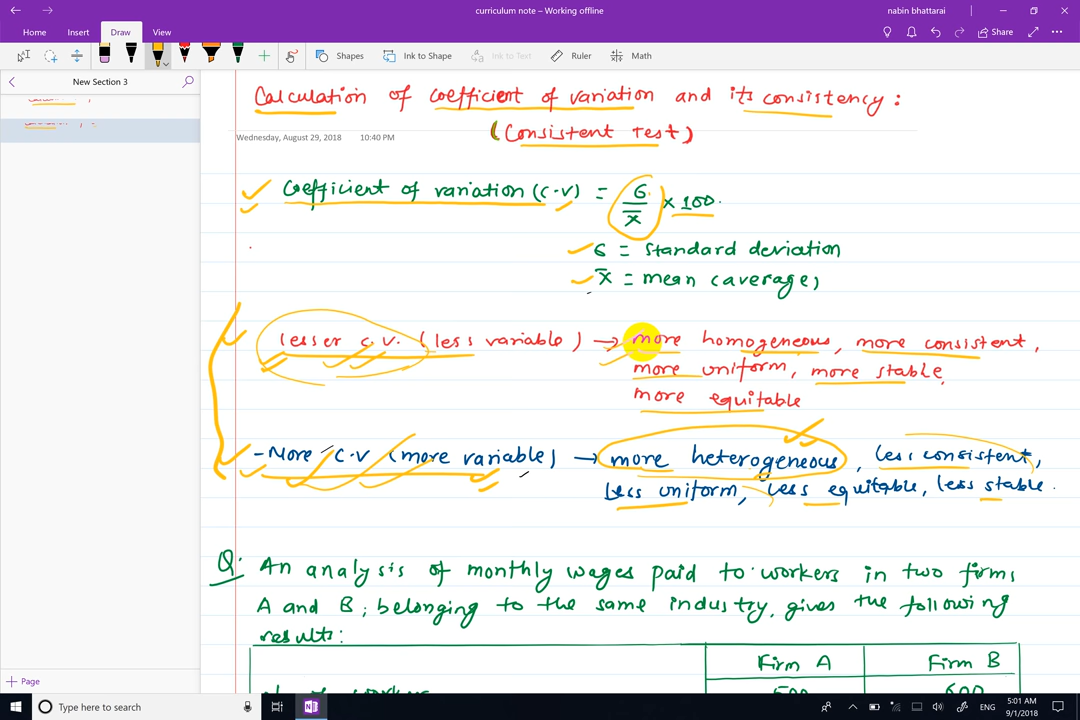 curriculum note – Working offline
nabin bhattarai
Home Insert Draw View
Share
Shapes Ink to Shape Ink to Text Ruler Math
New Section 3
Calculation of coefficient of variation and its consistency:
(Consistent Test)
Wednesday, August 29, 2018 10:40 PM
Coefficient of variation (C.V) = σ/x̄ × 100.
σ = standard deviation
x̄ = mean (average)
lesser c.v. (less variable) → more homogeneous, more consistent,
more uniform, more stable,
more equitable
- More C.V (more variable) → more heterogeneous, less consistent,
less uniform, less equitable, less stable.
Q: An analysis of monthly wages paid to workers in two firms
A and B, belonging to the same industry, gives the following
results:
Firm A Firm B
500 600
Page
Type here to search
ENG
5:01 AM
9/1/2018